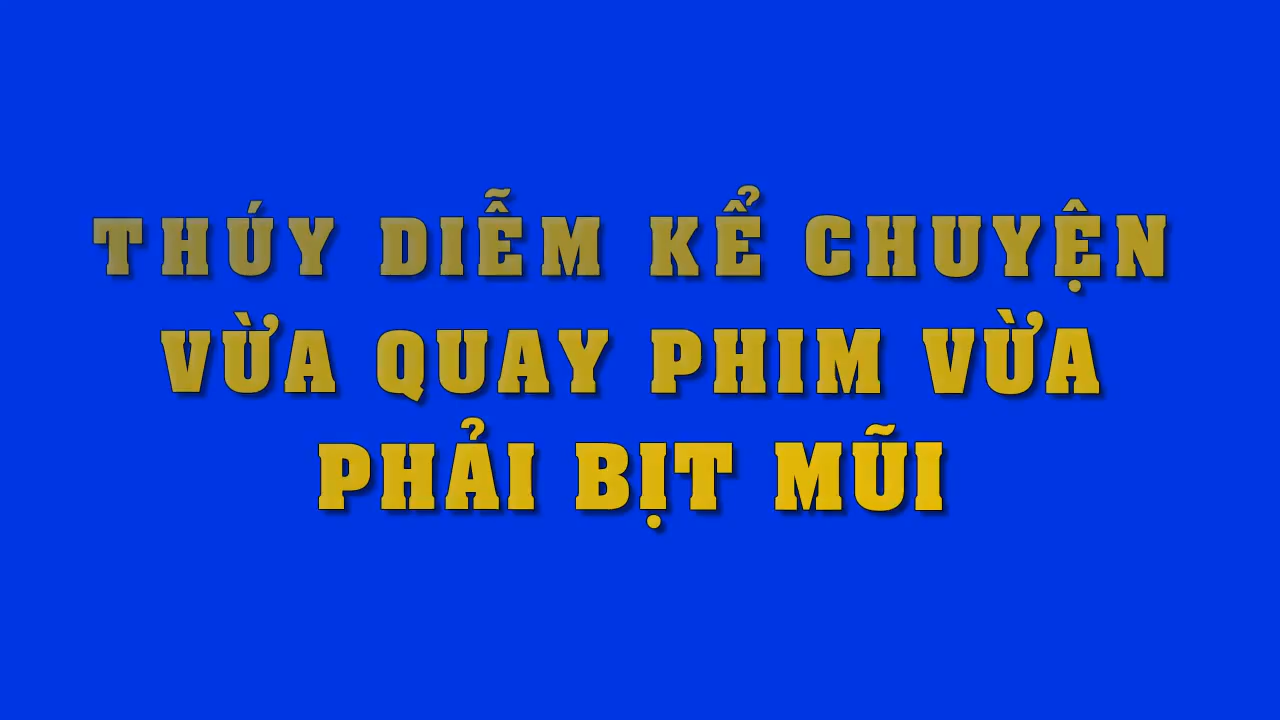 THÚY DIỄM KỂ CHUYỆN
VỪA QUAY PHIM VỪA
PHẢI BỊT MŨI